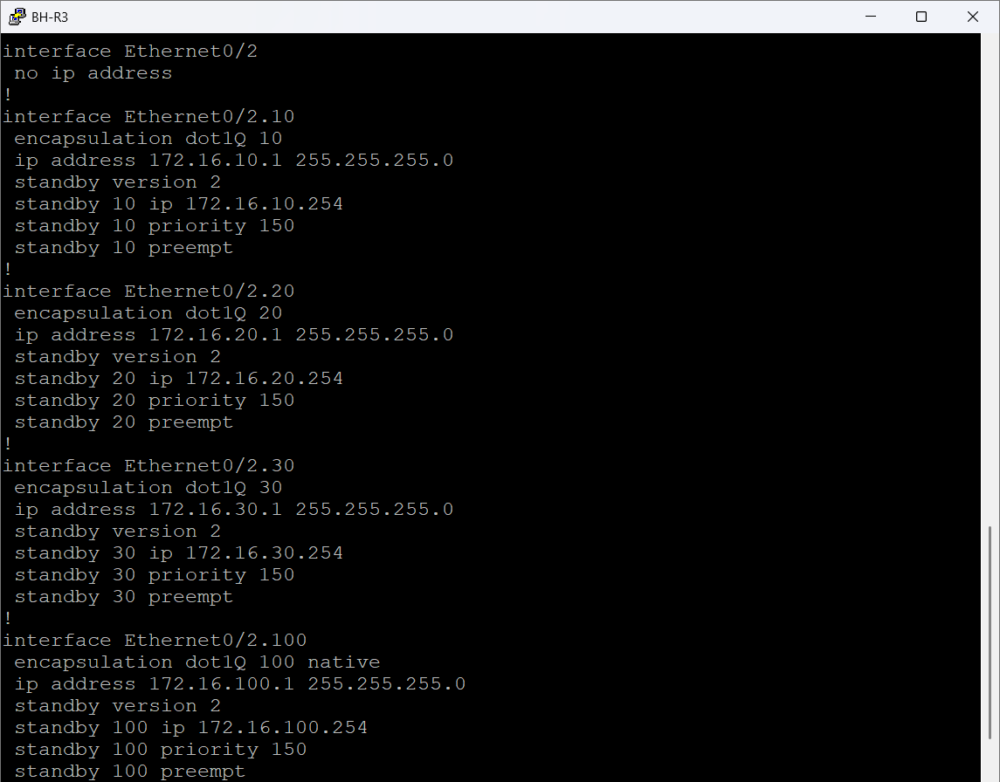 BH-R3
interface Ethernet0/2
 no ip address
!
interface Ethernet0/2.10
 encapsulation dot1Q 10
 ip address 172.16.10.1 255.255.255.0
 standby version 2
 standby 10 ip 172.16.10.254
 standby 10 priority 150
 standby 10 preempt
!
interface Ethernet0/2.20
 encapsulation dot1Q 20
 ip address 172.16.20.1 255.255.255.0
 standby version 2
 standby 20 ip 172.16.20.254
 standby 20 priority 150
 standby 20 preempt
!
interface Ethernet0/2.30
 encapsulation dot1Q 30
 ip address 172.16.30.1 255.255.255.0
 standby version 2
 standby 30 ip 172.16.30.254
 standby 30 priority 150
 standby 30 preempt
!
interface Ethernet0/2.100
 encapsulation dot1Q 100 native
 ip address 172.16.100.1 255.255.255.0
 standby version 2
 standby 100 ip 172.16.100.254
 standby 100 priority 150
 standby 100 preempt